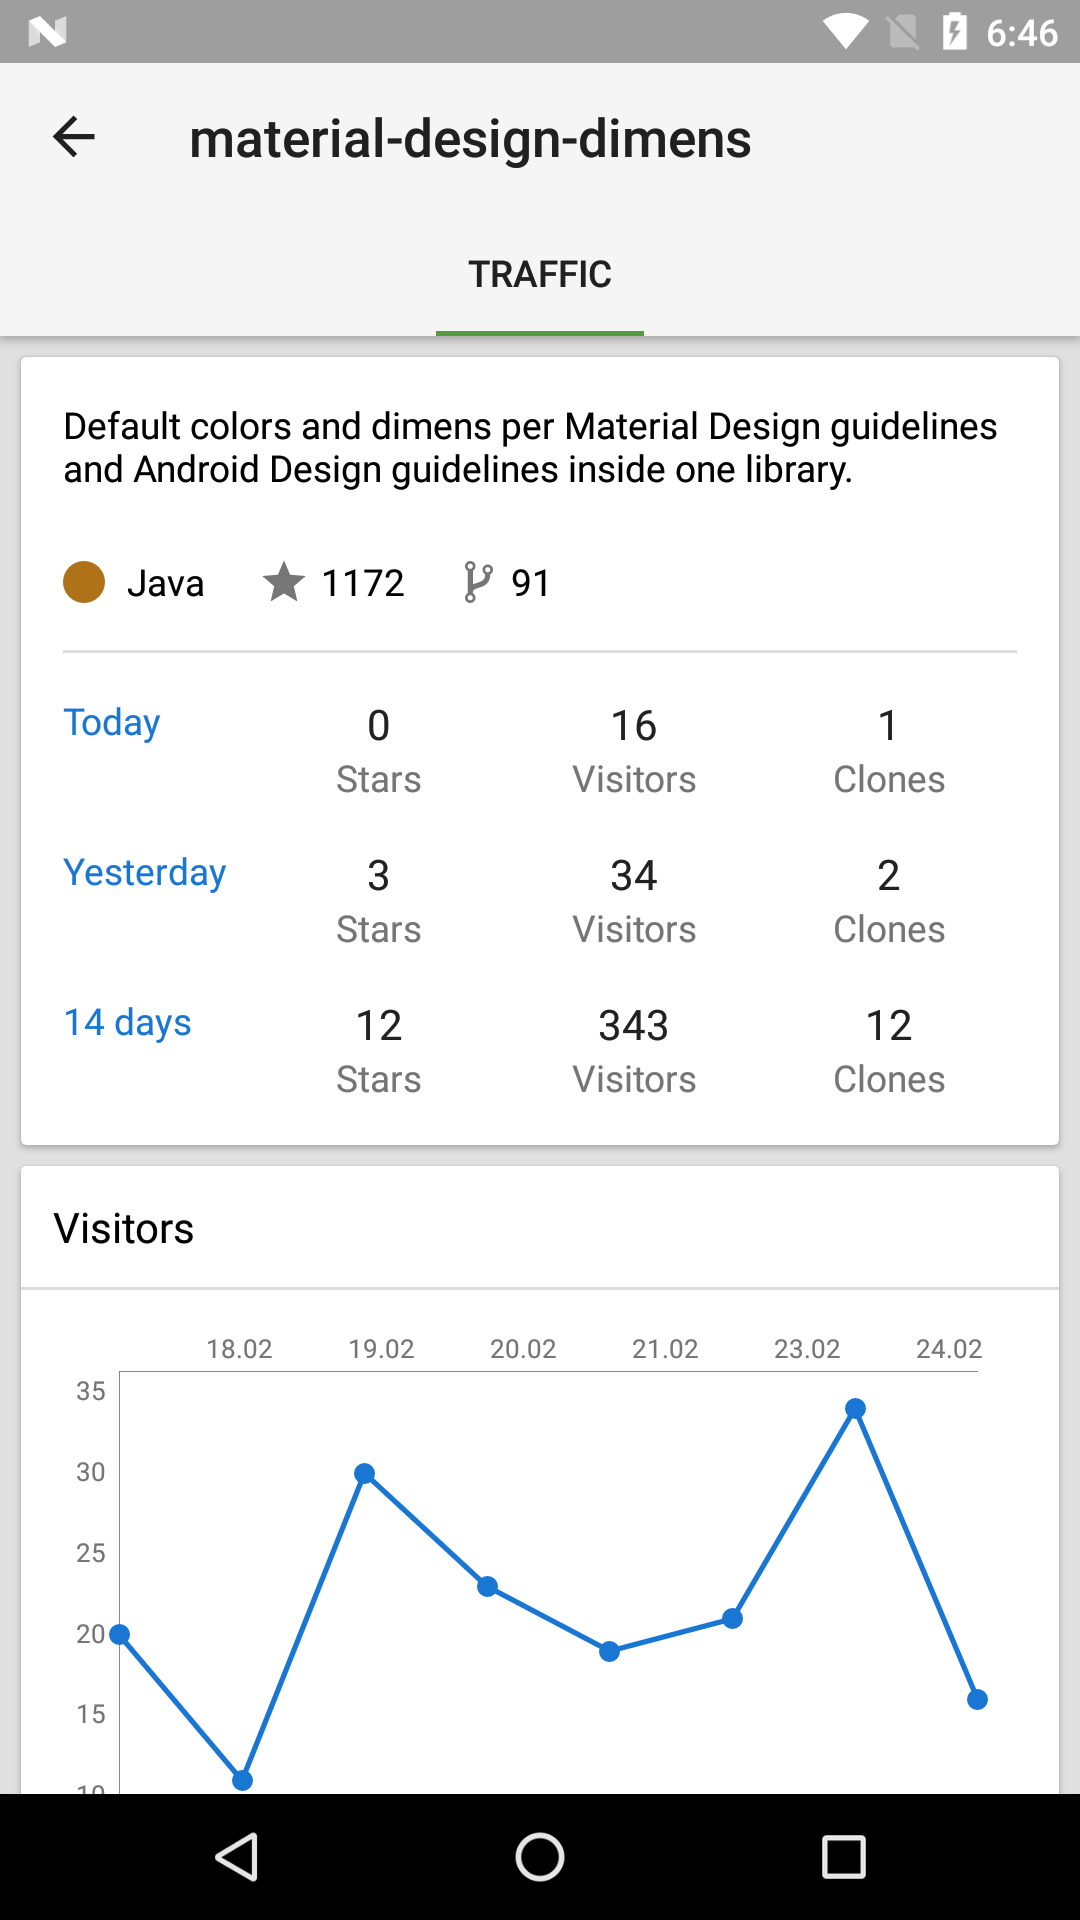 6:46
material-design-dimens
TRAFFIC
Default colors and dimens per Material Design guidelines
and Android Design guidelines inside one library.
Java 1172 91
Today 0 16 1
Stars Visitors Clones
Yesterday 3 34 2
Stars Visitors Clones
14 days 12 343 12
Stars Visitors Clones
Visitors
18.02 19.02 20.02 21.02 23.02 24.02
35
30
25
20
15
10